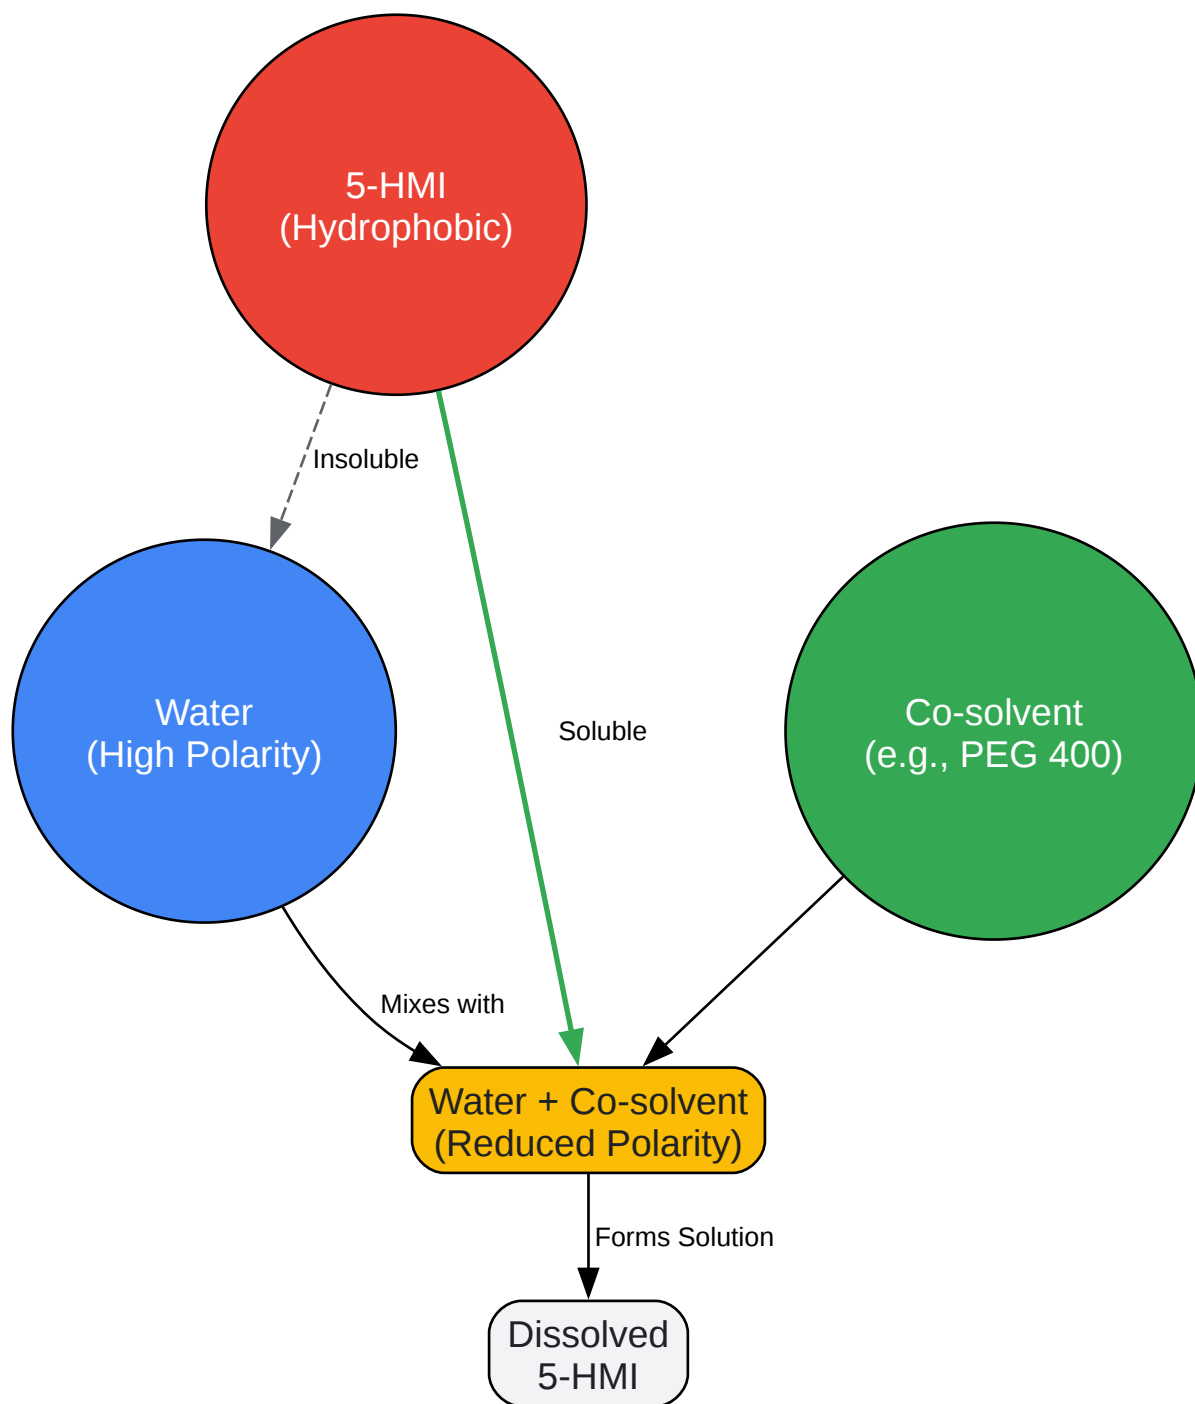 5-HMI
(Hydrophobic)
Insoluble
Water
(High Polarity)
Soluble
Co-solvent
(e.g., PEG 400)
Mixes with
Water + Co-solvent
(Reduced Polarity)
Forms Solution
Dissolved
5-HMI